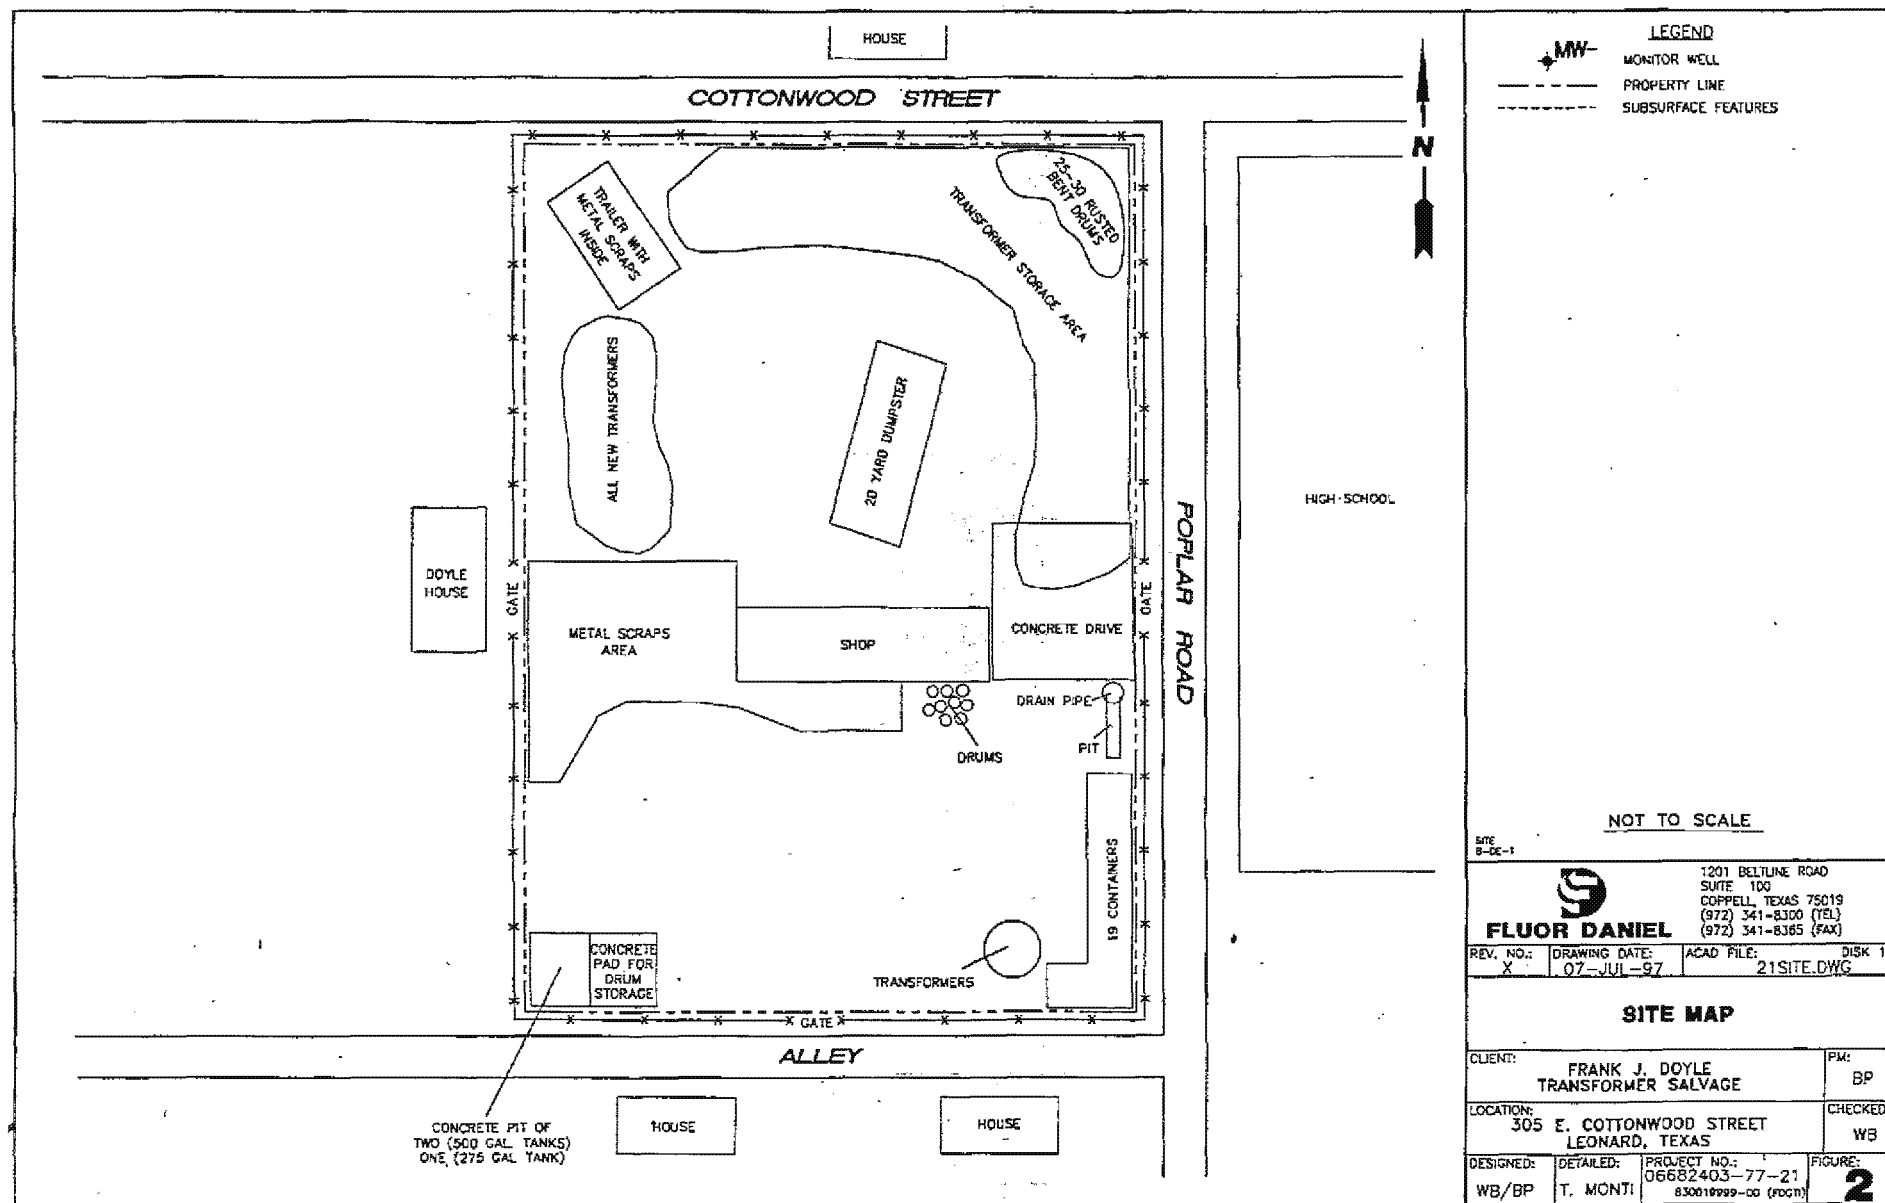 HOUSE
COTTONWOOD STREET
N
TRAILER WITH
METAL SCRAPS
INSIDE
25-30 RUSTED
BENT DRUMS
TRANSFORMER STORAGE AREA
ALL NEW TRANSFORMERS
20 YARD DUMPSTER
HIGH-SCHOOL
POPLAR ROAD
DOYLE
HOUSE
GATE
METAL SCRAPS
AREA
SHOP
CONCRETE DRIVE
GATE
DRAIN PIPE
PIT
DRUMS
19 CONTAINERS
CONCRETE
PAD FOR
DRUM
STORAGE
TRANSFORMERS
GATE
ALLEY
CONCRETE PIT OF
TWO (500 GAL TANKS)
ONE (275 GAL TANK)
HOUSE
HOUSE
LEGEND
MW-
MONITOR WELL
PROPERTY LINE
SUBSURFACE FEATURES
NOT TO SCALE
SITE
B-DE-1
FLUOR DANIEL
1201 BELTLINE ROAD
SUITE 100
COPPELL, TEXAS 75019
(972) 341-8300 (TEL)
(972) 341-8365 (FAX)
REV. NO.: X
DRAWING DATE: 07-JUL-97
ACAD FILE: 21SITE.DWG
DISK 1
SITE MAP
CLIENT: FRANK J. DOYLE
TRANSFORMER SALVAGE
PM: BP
LOCATION: 305 E. COTTONWOOD STREET
LEONARD, TEXAS
CHECKED
WB
DESIGNED: WB/BP
DETAILED: T. MONTI
PROJECT NO.: 06682403-77-21
830019999-00 (FDGTI)
FIGURE: 2